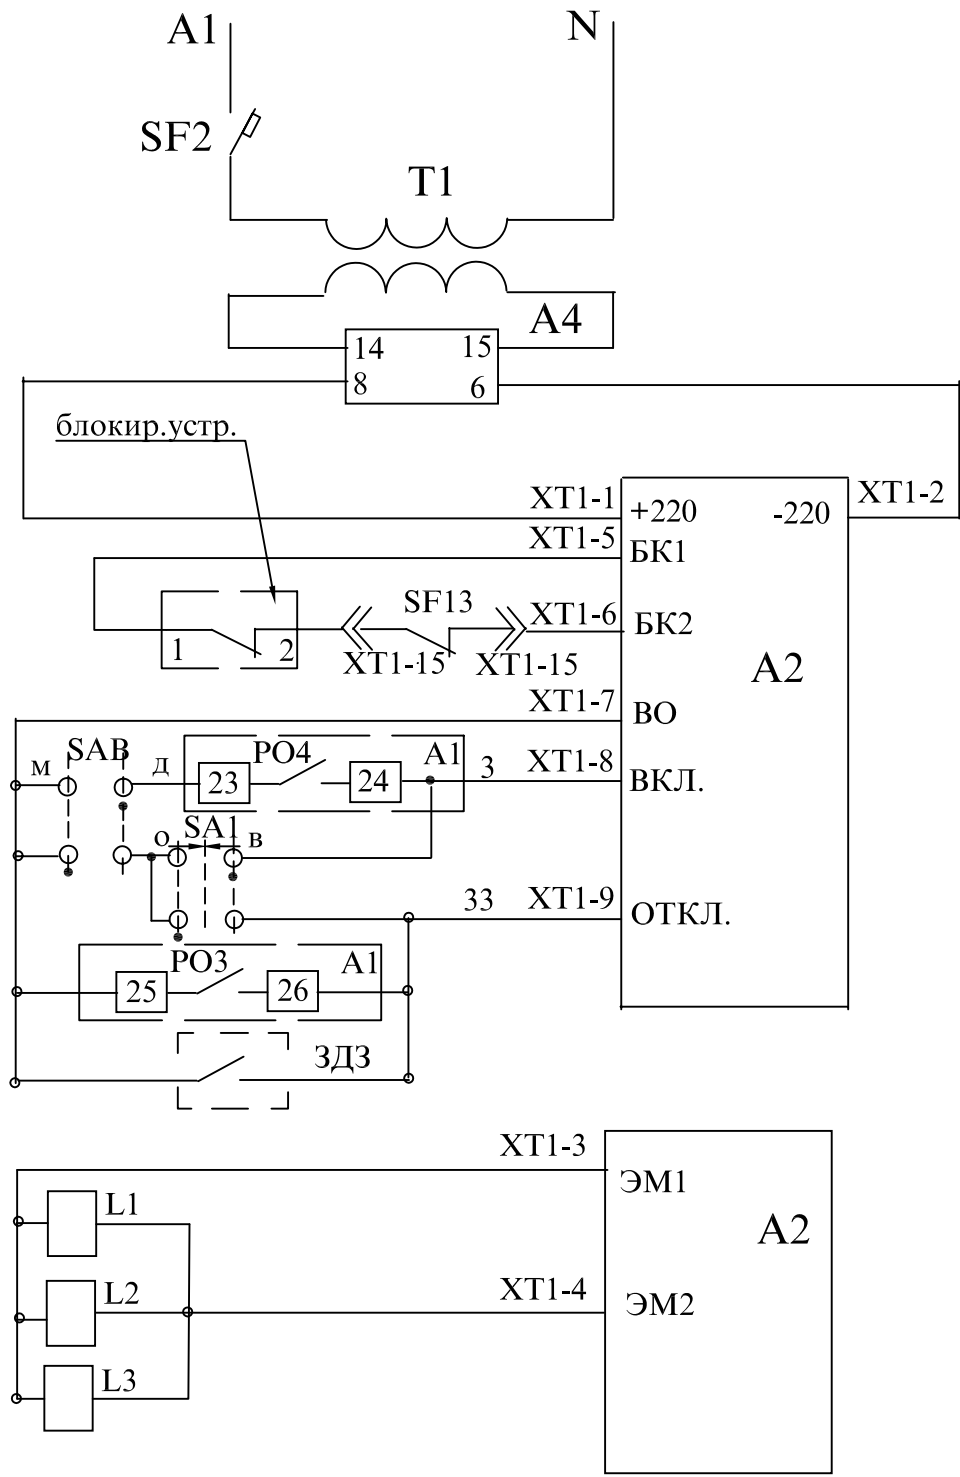 A1
N
SF2
T1
A4
14
15
8
6
блокир.устр.
XT1-1
XT1-2
+220
-220
XT1-5
БК1
SF13
XT1-6
БК2
1
2
XT1-15
XT1-15
A2
XT1-7
ВО
SAB
м
д
PO4
A1
23
24
3
XT1-8
ВКЛ.
о
SA1
в
33
XT1-9
ОТКЛ.
PO3
A1
25
26
ЗДЗ
XT1-3
ЭМ1
L1
A2
L2
XT1-4
ЭМ2
L3